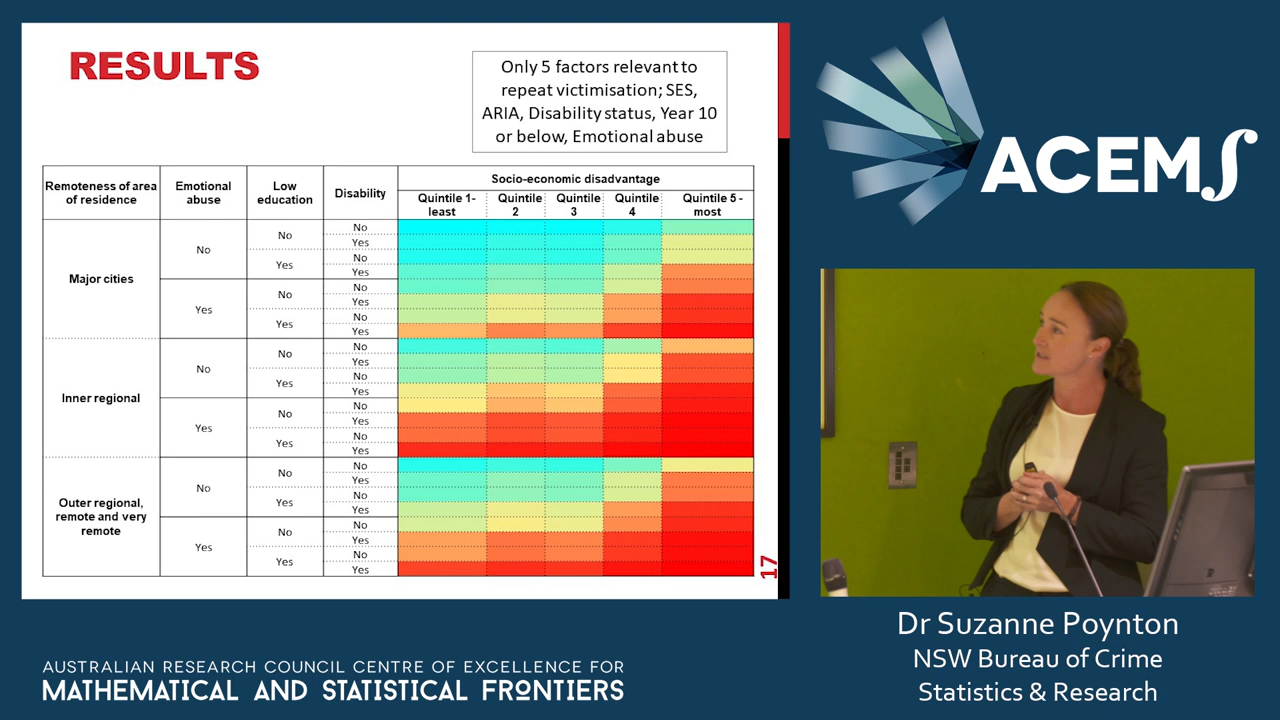 RESULTS
Only 5 factors relevant to
repeat victimisation; SES,
ARIA, Disability status, Year 10
or below, Emotional abuse
Remoteness of area
of residence
Emotional
abuse
Low
education
Disability
Socio-economic disadvantage
Quintile 1-
least
Quintile
2
Quintile
3
Quintile
4
Quintile 5 -
most
Major cities
No
No
No
Yes
Yes
No
Yes
Yes
No
No
Yes
Yes
No
Yes
Inner regional
No
No
No
Yes
Yes
No
Yes
Yes
No
No
Yes
Yes
No
Yes
Outer regional,
remote and very
remote
No
No
No
Yes
Yes
No
Yes
Yes
No
No
Yes
Yes
No
Yes
17
ACEMS
Dr Suzanne Poynton
NSW Bureau of Crime
Statistics & Research
AUSTRALIAN RESEARCH COUNCIL CENTRE OF EXCELLENCE FOR
MATHEMATICAL AND STATISTICAL FRONTIERS